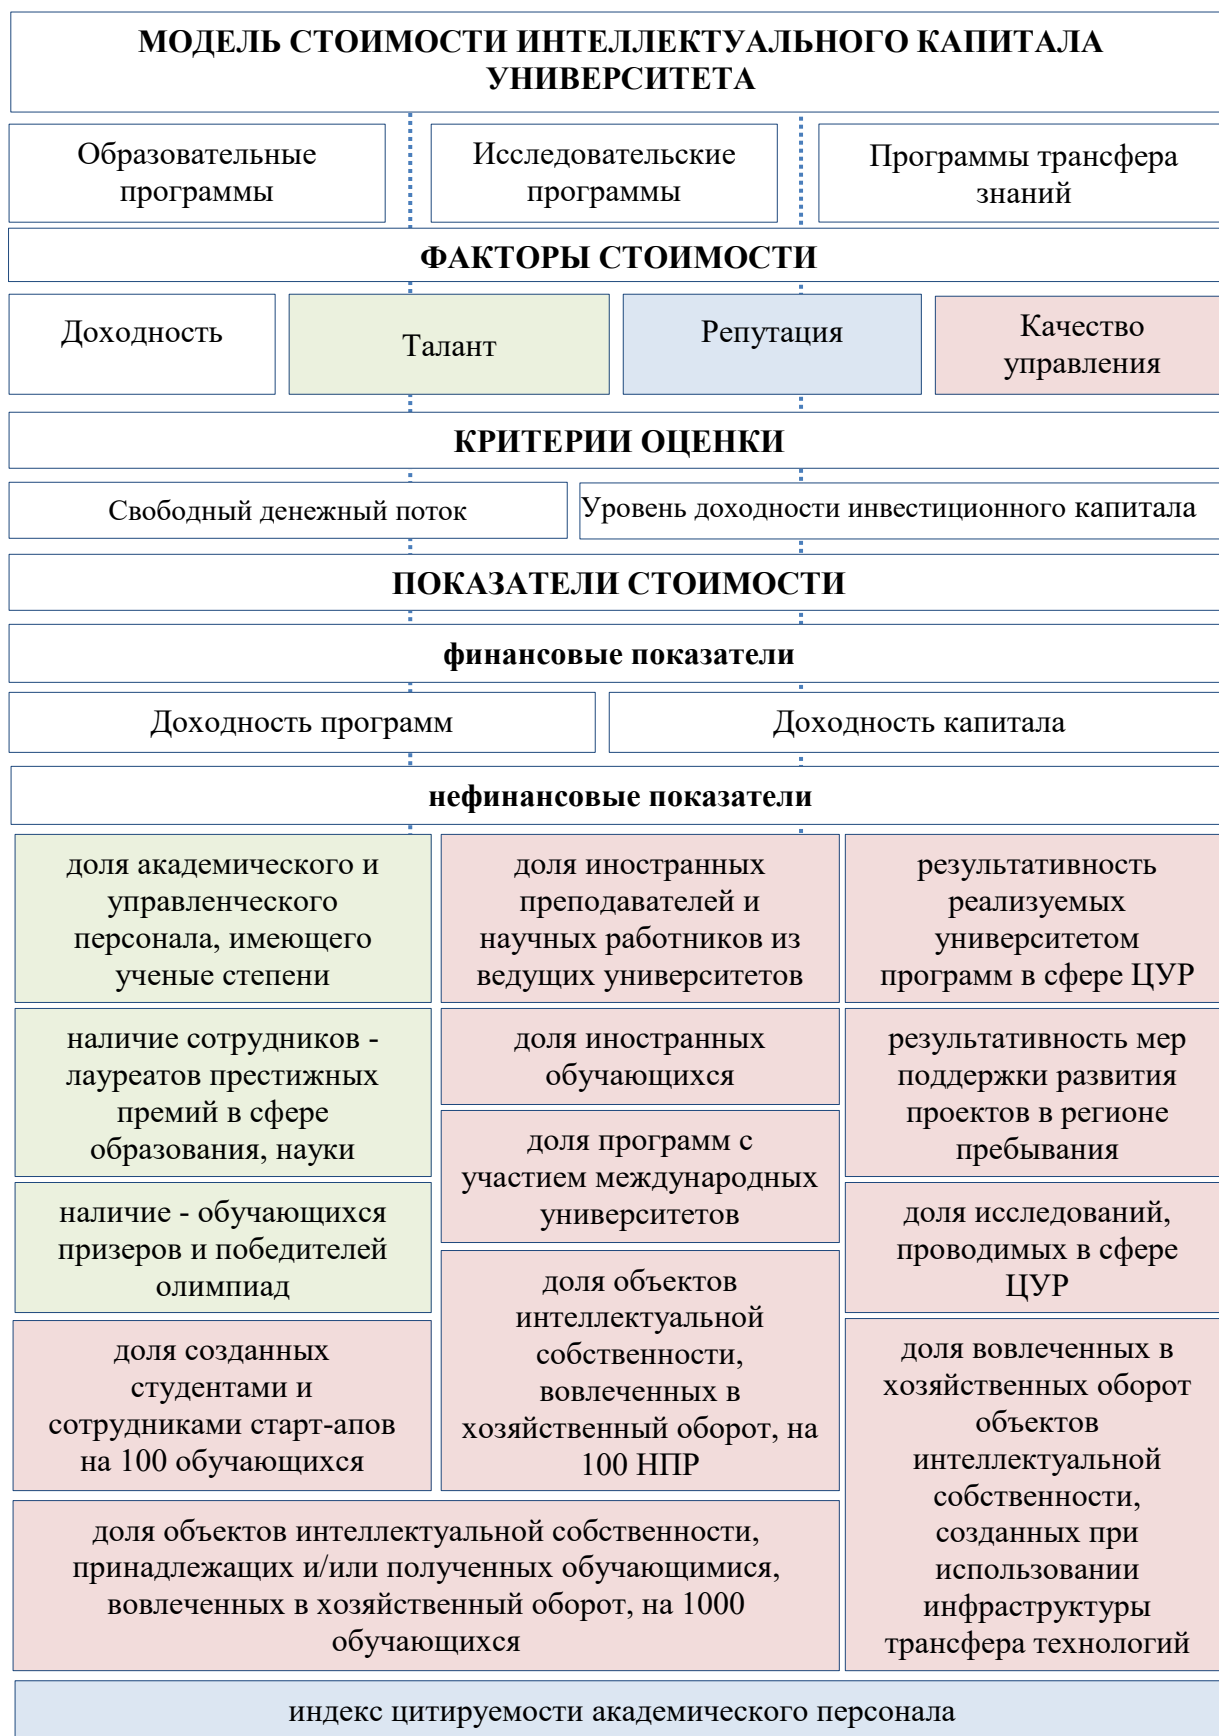 МОДЕЛЬ СТОИМОСТИ ИНТЕЛЛЕКТУАЛЬНОГО КАПИТАЛА
УНИВЕРСИТЕТА
Образовательные
программы
Исследовательские
программы
Программы трансфера
знаний
ФАКТОРЫ СТОИМОСТИ
Доходность
Талант
Репутация
Качество
управления
КРИТЕРИИ ОЦЕНКИ
Свободный денежный поток
Уровень доходности инвестиционного капитала
ПОКАЗАТЕЛИ СТОИМОСТИ
финансовые показатели
Доходность программ
Доходность капитала
нефинансовые показатели
доля академического и
управленческого
персонала, имеющего
ученые степени
наличие сотрудников -
лауреатов престижных
премий в сфере
образования, науки
наличие - обучающихся
призеров и победителей
олимпиад
доля созданных
студентами и
сотрудниками старт-апов
на 100 обучающихся
доля иностранных
преподавателей и
научных работников из
ведущих университетов
доля иностранных
обучающихся
доля программ с
участием международных
университетов
доля объектов
интеллектуальной
собственности,
вовлеченных в
хозяйственный оборот, на
100 НПР
доля объектов интеллектуальной собственности,
принадлежащих и/или полученных обучающимися,
вовлеченных в хозяйственный оборот, на 1000
обучающихся
результативность
реализуемых
университетом
программ в сфере ЦУР
результативность мер
поддержки развития
проектов в регионе
пребывания
доля исследований,
проводимых в сфере
ЦУР
доля вовлеченных в
хозяйственных оборот
объектов
интеллектуальной
собственности,
созданных при
использовании
инфраструктуры
трансфера технологий
индекс цитируемости академического персонала